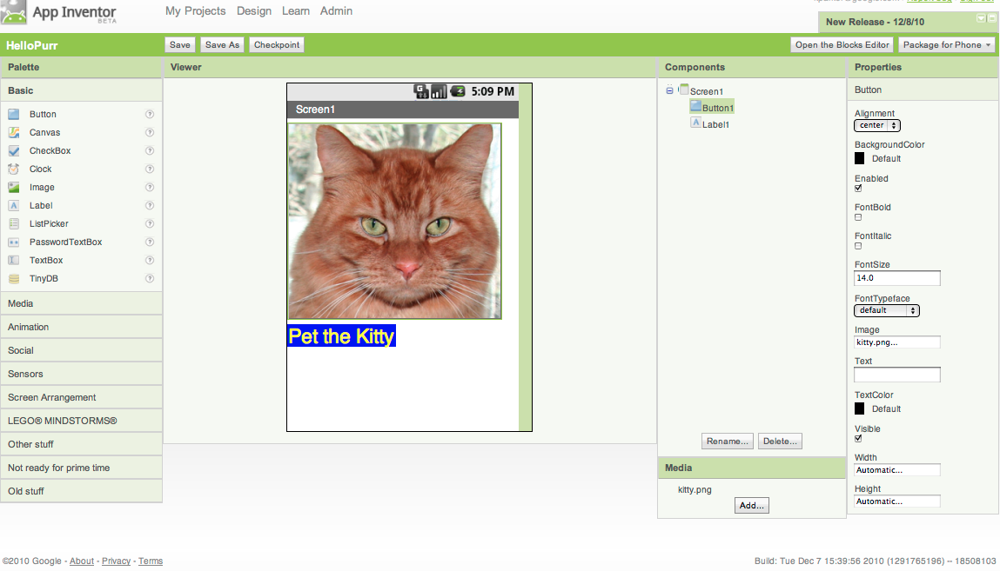 App Inventor
BETA
My Projects Design Learn Admin
New Release - 12/8/10
HelloPurr
Save Save As Checkpoint
Open the Blocks Editor Package for Phone
Palette
Basic
Button ?
Canvas ?
CheckBox ?
Clock ?
Image ?
Label ?
ListPicker ?
PasswordTextBox ?
TextBox ?
TinyDB ?
Media
Animation
Social
Sensors
Screen Arrangement
LEGO® MINDSTORMS®
Other stuff
Not ready for prime time
Old stuff
Viewer
5:09 PM
Screen1
Pet the Kitty
Components
Screen1
Button1
A Label1
Rename... Delete...
Media
kitty.png
Add...
Properties
Button
Alignment
center
BackgroundColor
Default
Enabled
FontBold
FontItalic
FontSize
14.0
FontTypeface
default
Image
kitty.png...
Text
TextColor
Default
Visible
Width
Automatic...
Height
Automatic...
©2010 Google - About - Privacy - Terms
Build: Tue Dec 7 15:39:56 2010 (1291765196) -- 18508103